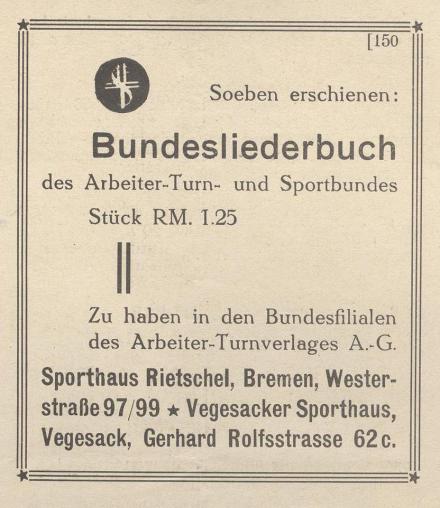 [150
Soeben erschienen:
Bundesliederbuch
des Arbeiter-Turn- und Sportbundes
Stück RM. 1.25
Zu haben in den Bundesfilialen
des Arbeiter-Turnverlages A.-G.
Sporthaus Rietschel, Bremen, Wester-
straße 97/99 ★ Vegesacker Sporthaus,
Vegesack, Gerhard Rolfsstrasse 62c.